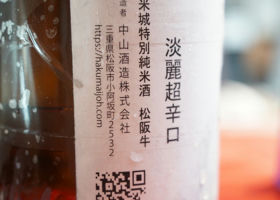 淡麗超辛口
米城特別純米酒 松阪牛
造者 中山酒造株式会社
三重県松阪市小阿坂町2532
https://hakumaijoh.com